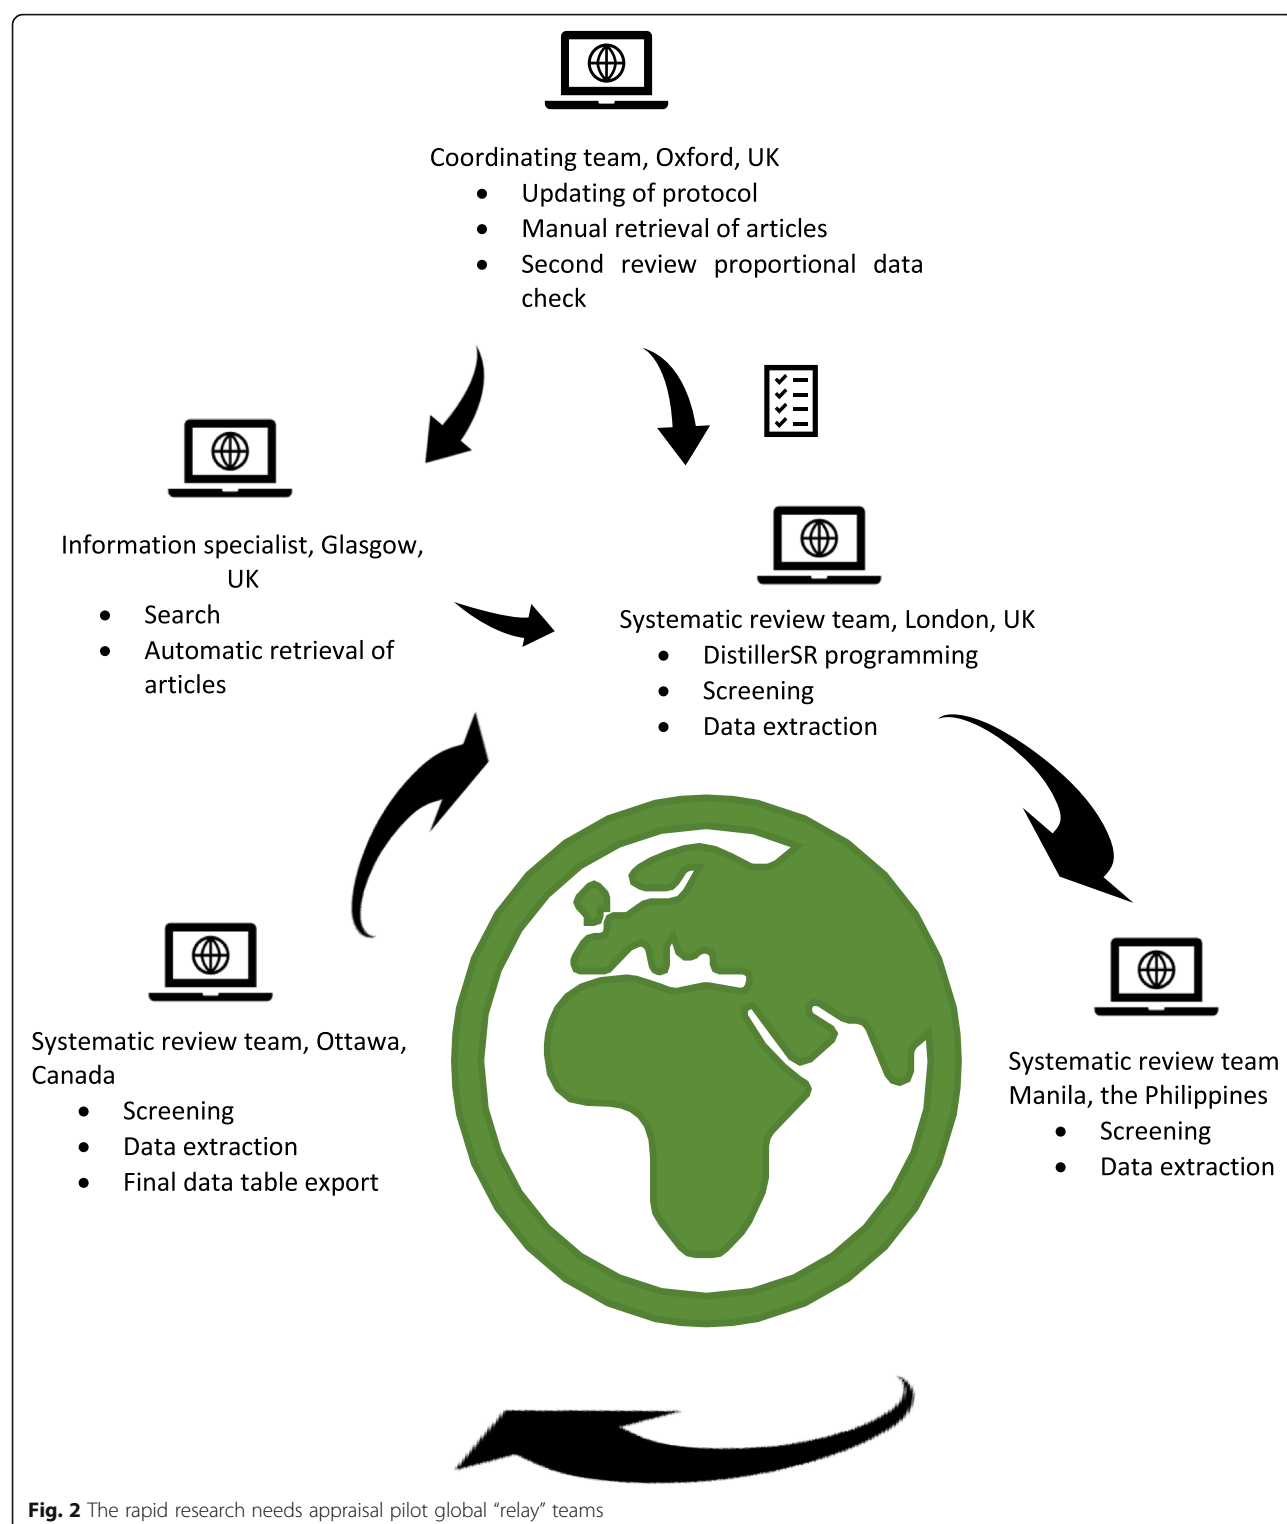 Coordinating team, Oxford, UK
• Updating of protocol
• Manual retrieval of articles
• Second review proportional data
check
Information specialist, Glasgow,
UK
• Search
• Automatic retrieval of
articles
Systematic review team, London, UK
• DistillerSR programming
• Screening
• Data extraction
Systematic review team, Ottawa,
Canada
• Screening
• Data extraction
• Final data table export
Systematic review team
Manila, the Philippines
• Screening
• Data extraction
Fig. 2 The rapid research needs appraisal pilot global “relay” teams